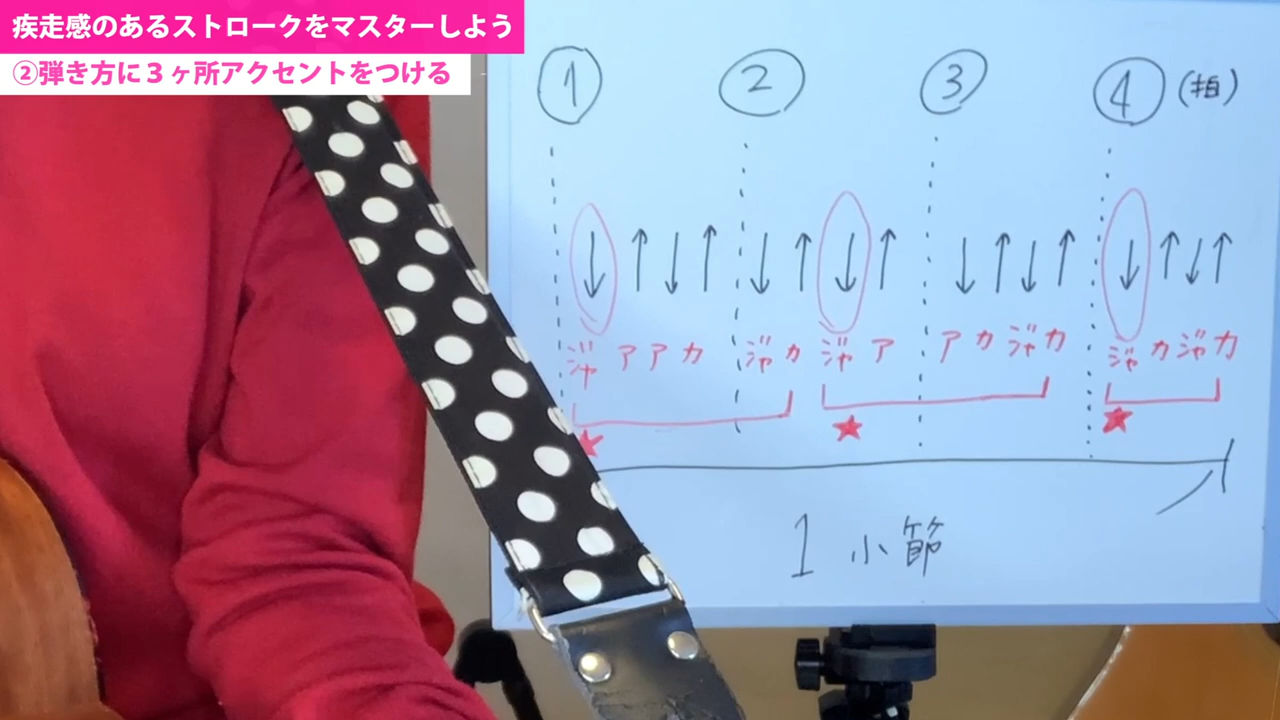 疾走感のあるストロークをマスターしよう
②弾き方に３ヶ所アクセントをつける
① ② ③ ④ (拍)
↓ ↑ ↓ ↑ ↓ ↑ ↓ ↑ ↓ ↑ ↓ ↑ ↓ ↑ ↓ ↑
ジャ ア ア カ ジャ カ ジャ ア ア カ ジャ カ ジャ カ ジャ カ
★ ★ ★
1 小節